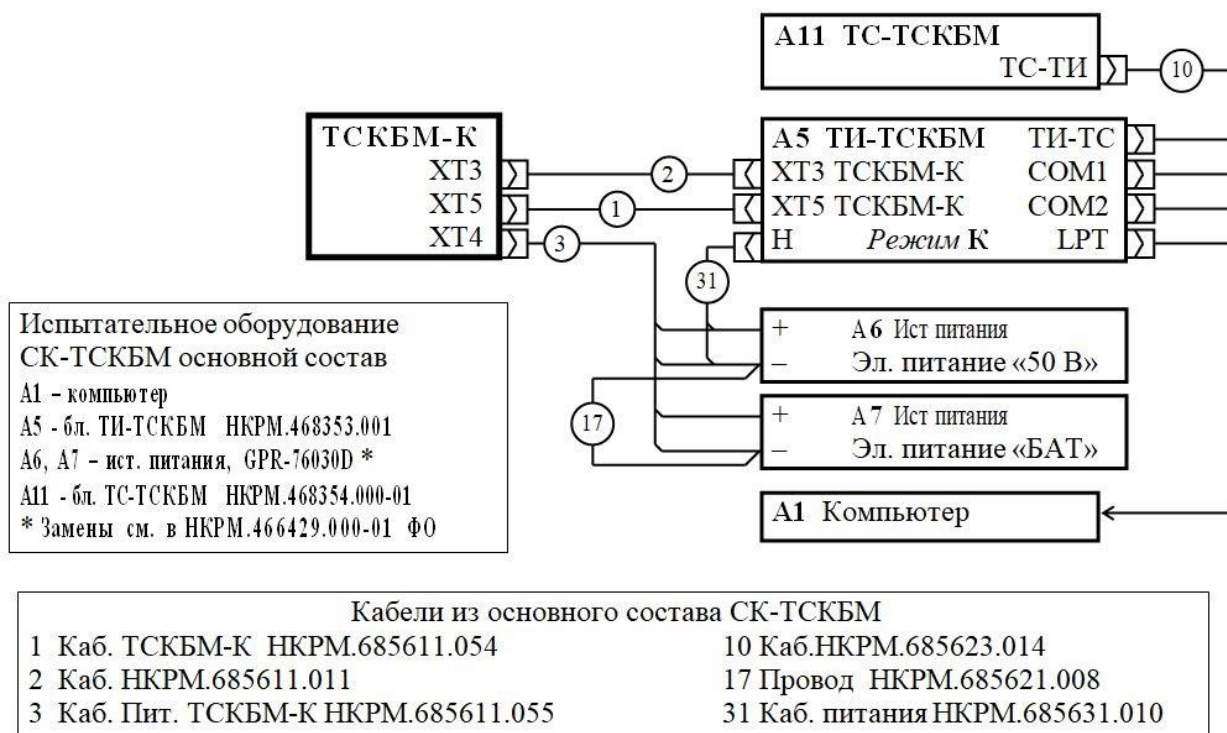 А11 ТС-ТСКБМ
ТС-ТИ
10
ТСКБМ-К
ХТ3
ХТ5
ХТ4
2
1
3
А5 ТИ-ТСКБМ ТИ-ТС
ХТ3 ТСКБМ-К COM1
ХТ5 ТСКБМ-К COM2
Н Режим К LPT
31
+ А6 Ист питания
– Эл. питание «50 В»
17
+ А7 Ист питания
– Эл. питание «БАТ»
А1 Компьютер
Испытательное оборудование
СК-ТСКБМ основной состав
А1 – компьютер
А5 - бл. ТИ-ТСКБМ НКРМ.468353.001
А6, А7 – ист. питания, GPR-76030D *
А11 - бл. ТС-ТСКБМ НКРМ.468354.000-01
* Замены см. в НКРМ.466429.000-01 ФО
Кабели из основного состава СК-ТСКБМ
1 Каб. ТСКБМ-К НКРМ.685611.054
2 Каб. НКРМ.685611.011
3 Каб. Пит. ТСКБМ-К НКРМ.685611.055
10 Каб.НКРМ.685623.014
17 Провод НКРМ.685621.008
31 Каб. питания НКРМ.685631.010